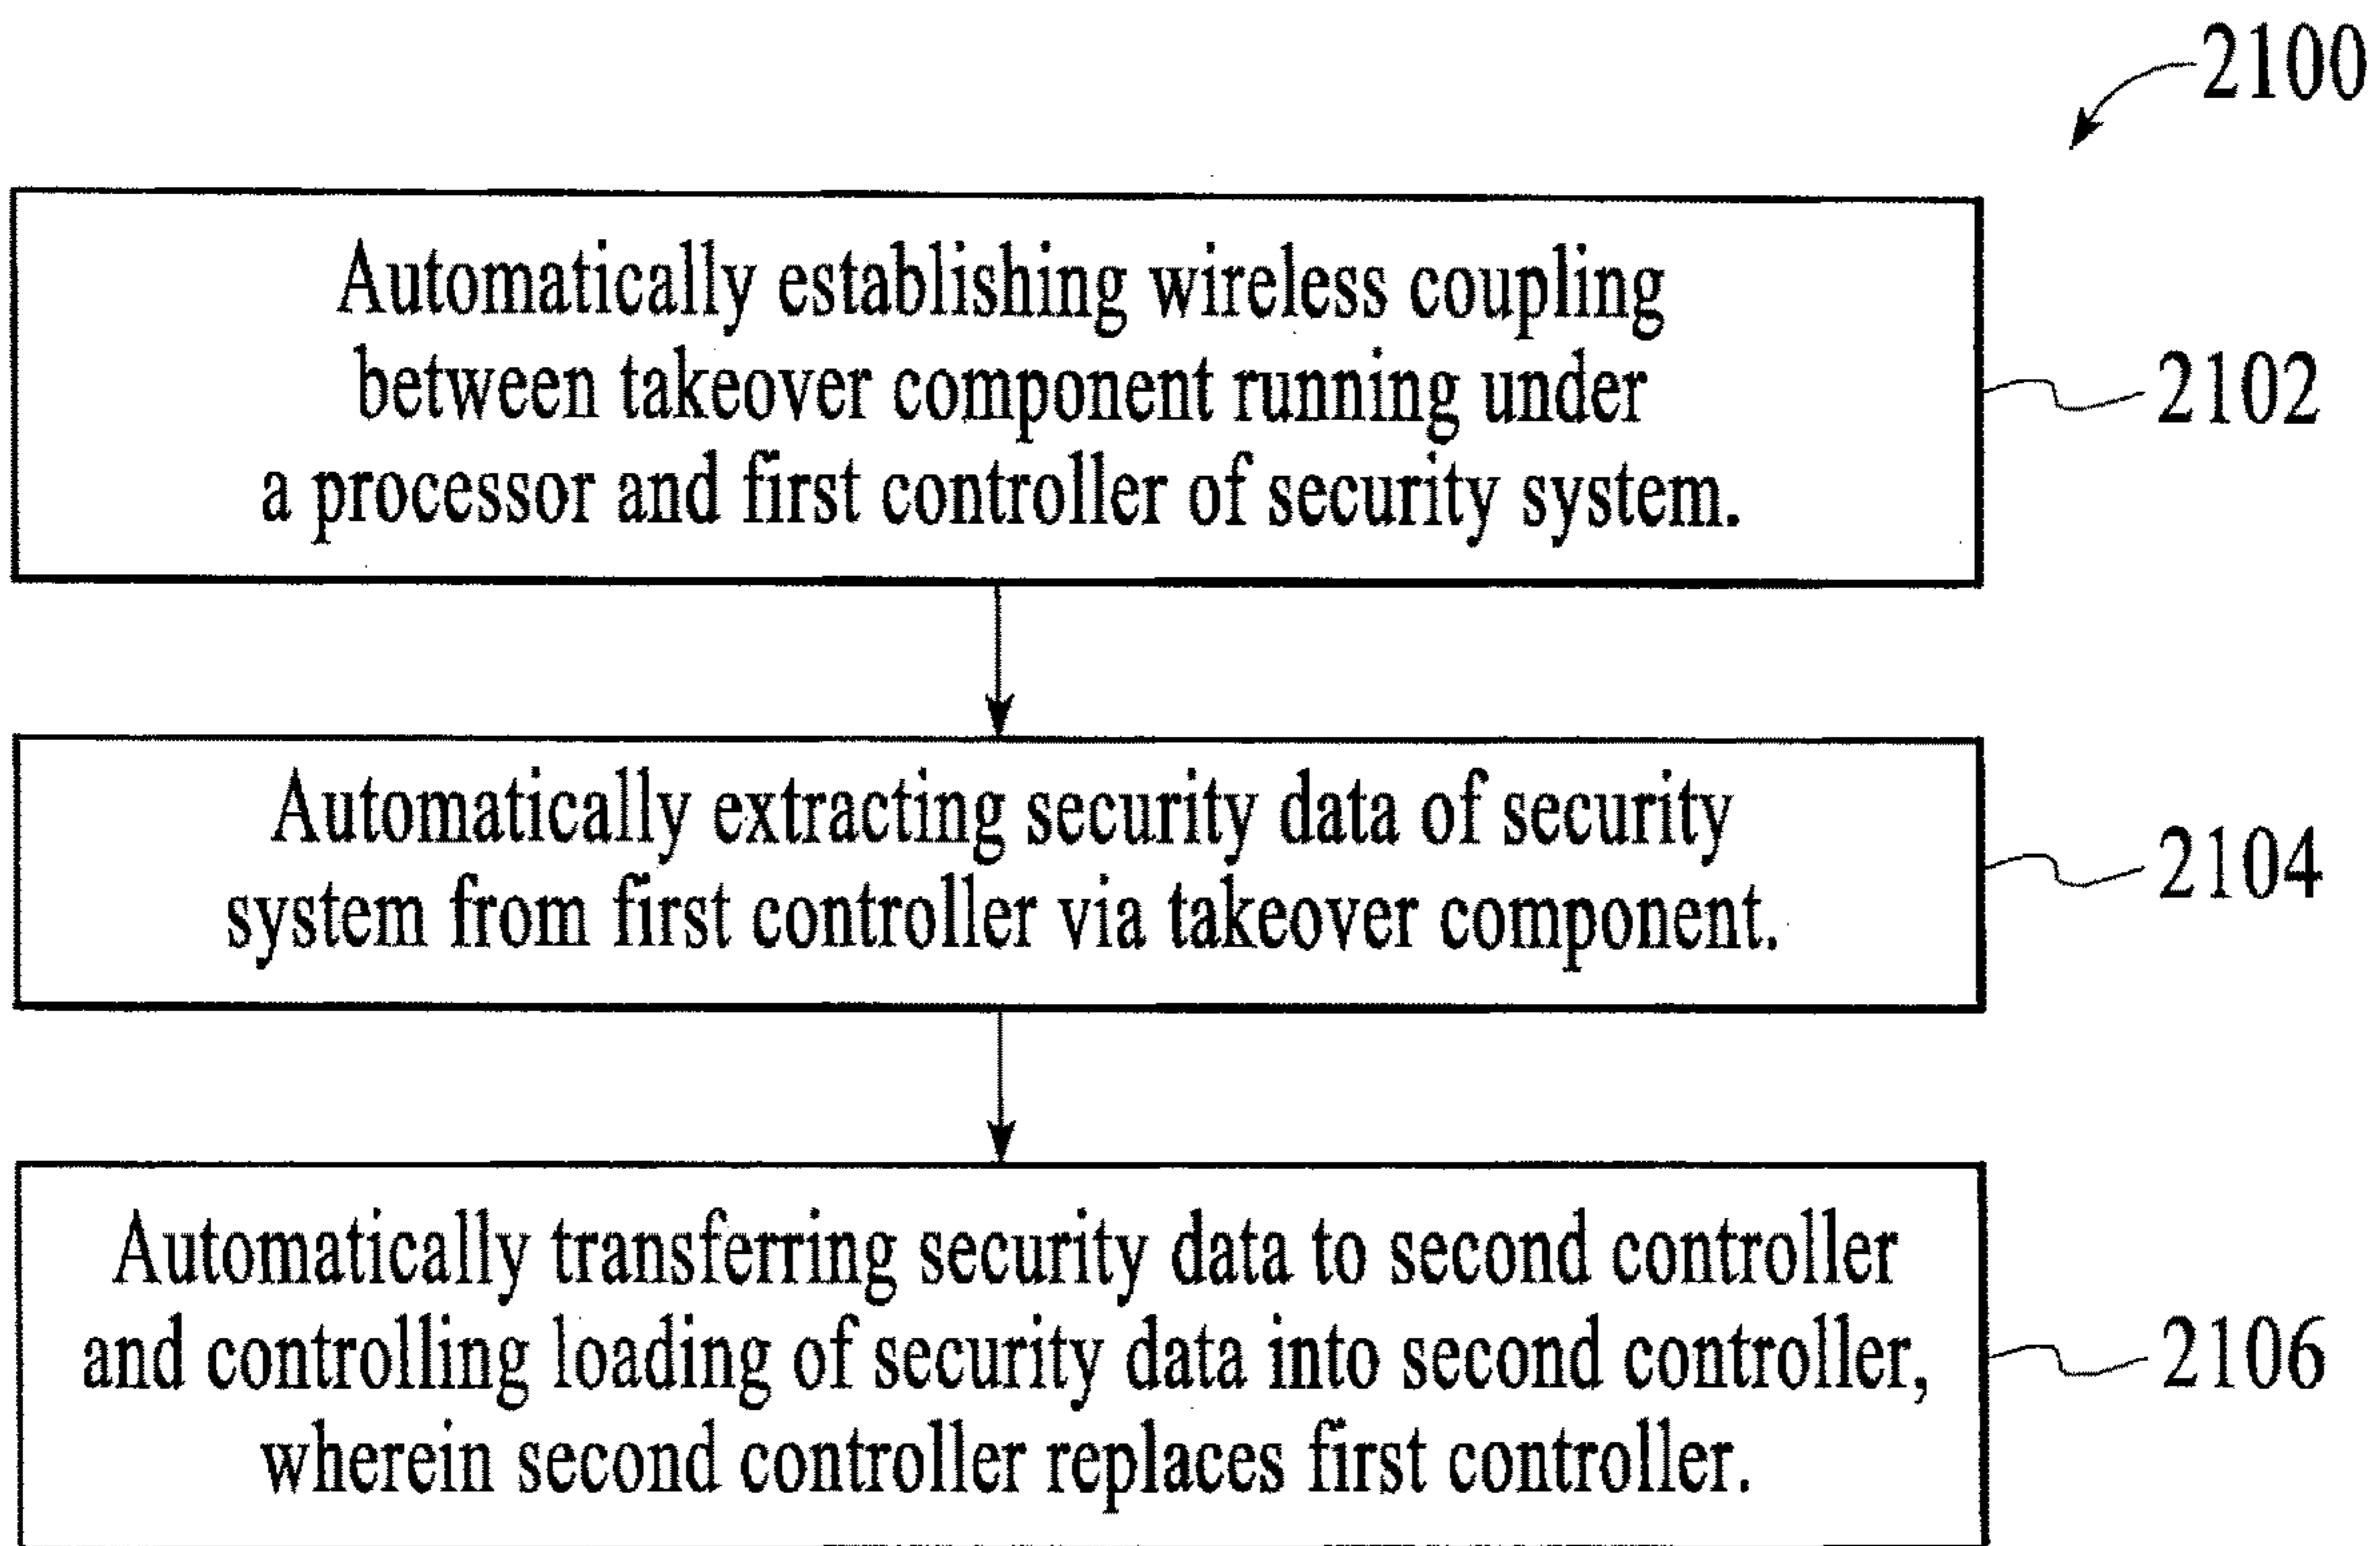 2100
Automatically establishing wireless coupling
between takeover component running under
a processor and first controller of security system.
2102
Automatically extracting security data of security
system from first controller via takeover component.
2104
Automatically transferring security data to second controller
and controlling loading of security data into second controller,
wherein second controller replaces first controller.
2106